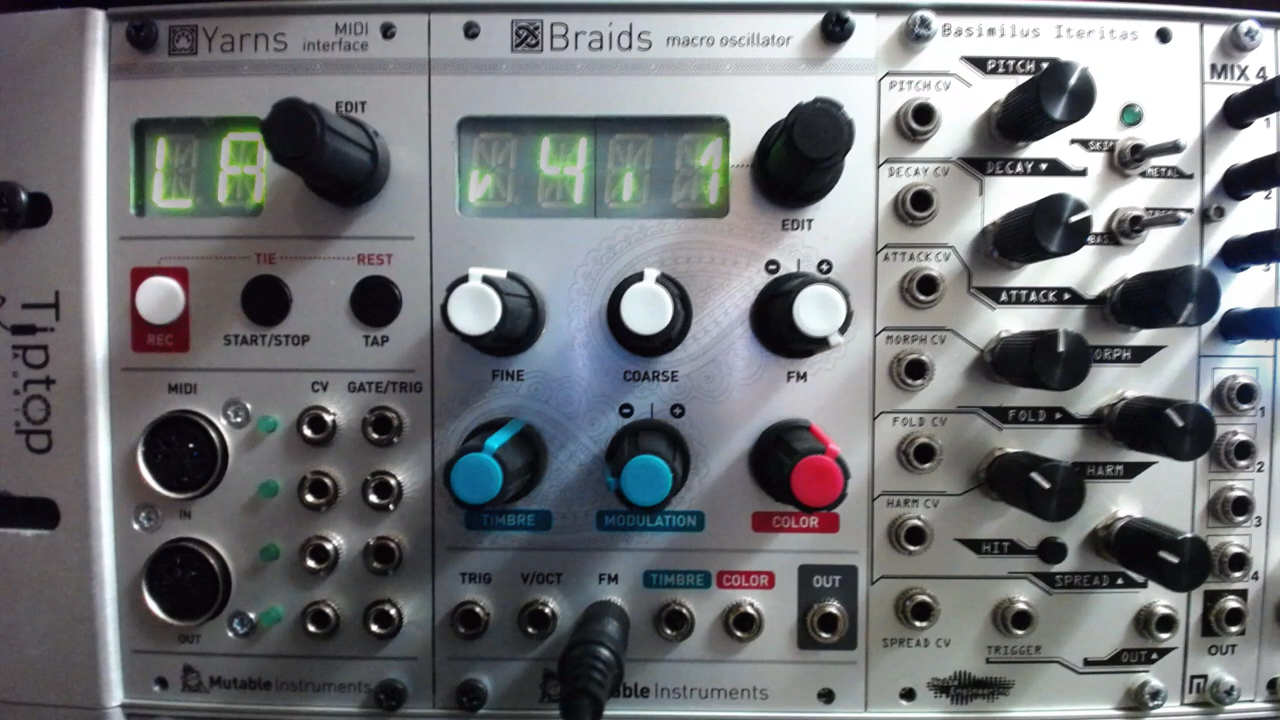 Tiptop
Yarns MIDI interface
EDIT
LA
TIE REST
REC START/STOP TAP
MIDI CV GATE/TRIG
IN
OUT
Mutable Instruments
Braids macro oscillator
EDIT
FINE COARSE FM
TIMBRE MODULATION COLOR
TRIG V/OCT FM TIMBRE COLOR OUT
Instruments
Basimilus Iteritas
PITCH
PITCH CV
METAL
DECAY
DECAY CV
ATTACK CV
ATTACK
MORPH CV
FOLD
FOLD CV
HARM
HARM CV
HIT
SPREAD
SPREAD CV
TRIGGER
OUT
MIX 4
1
2
1
2
3
4
OUT